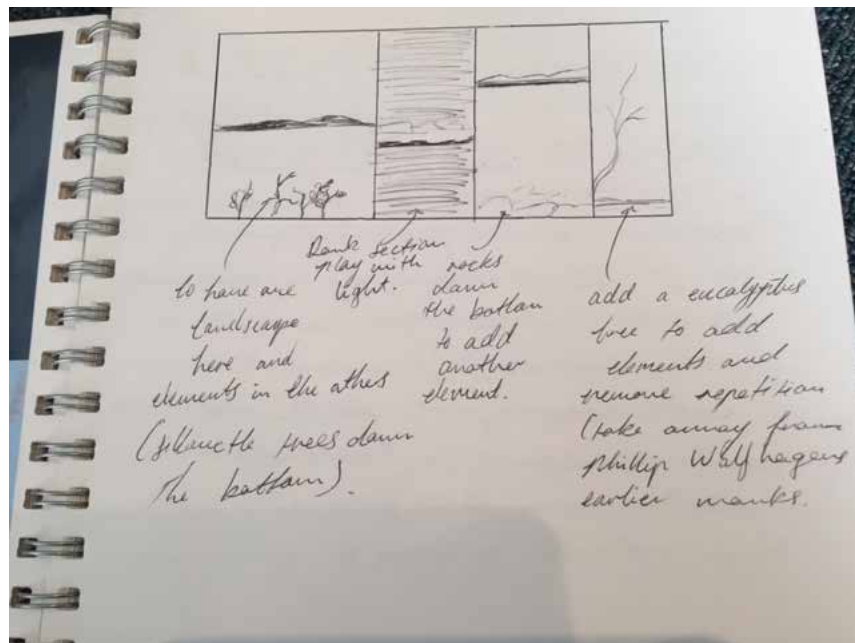 to have one
landscape
here and
elements in the others
(sillouette trees down
the bottom).
Dark section
play with
light.
rocks
down
the bottom
to add
another
element.
add a eucalyptus
tree to add
elements and
remove repetition
(take away from
Phillip Wolfhagens
earlier works.